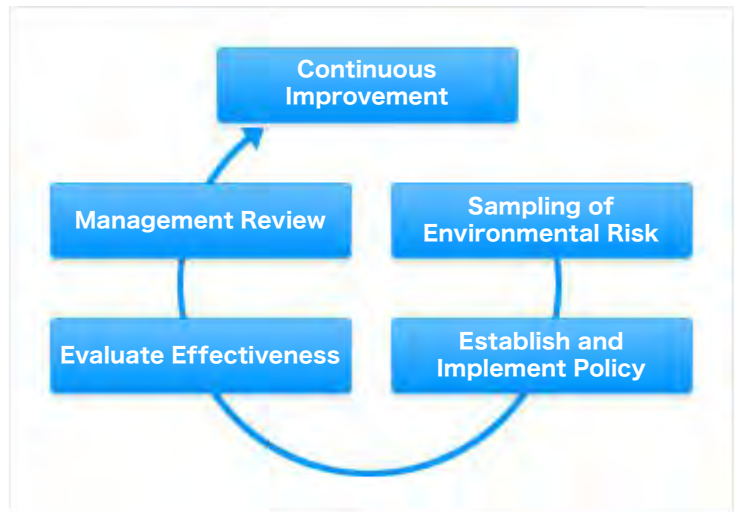 Continuous
Improvement
Management Review
Sampling of
Environmental Risk
Evaluate Effectiveness
Establish and
Implement Policy